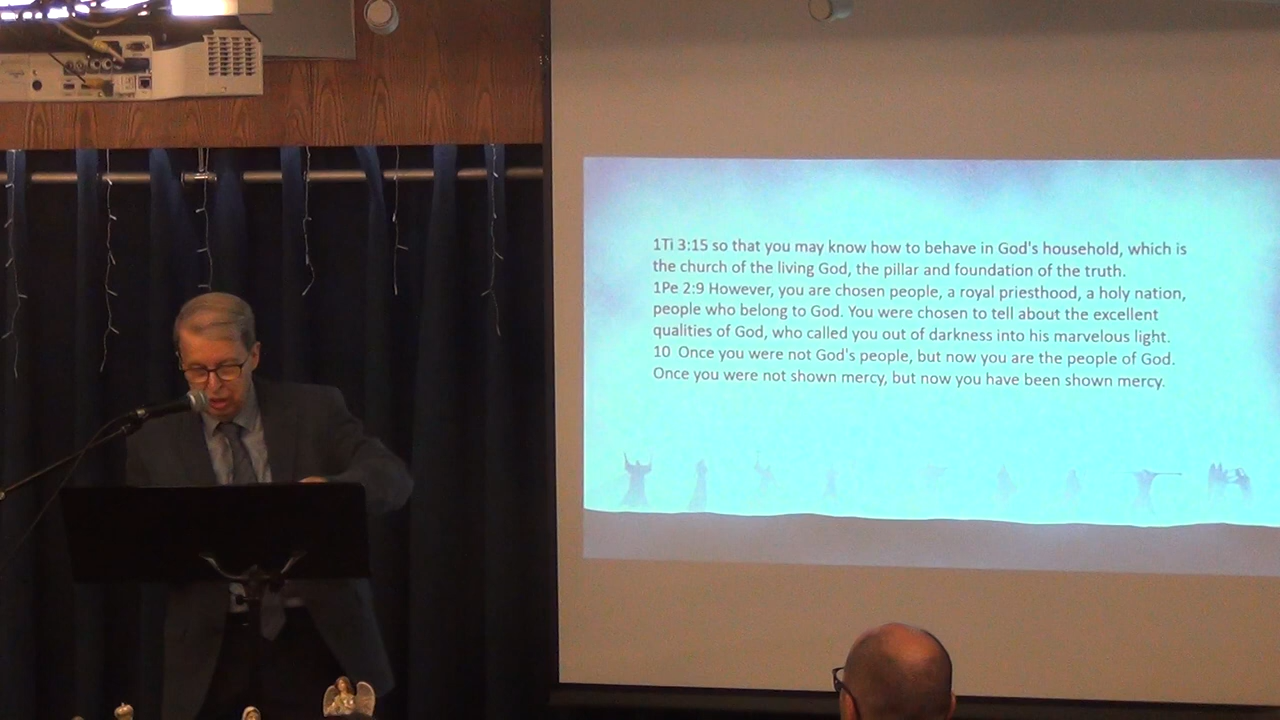 1Ti 3:15 so that you may know how to behave in God's household, which is
the church of the living God, the pillar and foundation of the truth.
1Pe 2:9 However, you are chosen people, a royal priesthood, a holy nation,
people who belong to God. You were chosen to tell about the excellent
qualities of God, who called you out of darkness into his marvelous light.
10 Once you were not God's people, but now you are the people of God.
Once you were not shown mercy, but now you have been shown mercy.